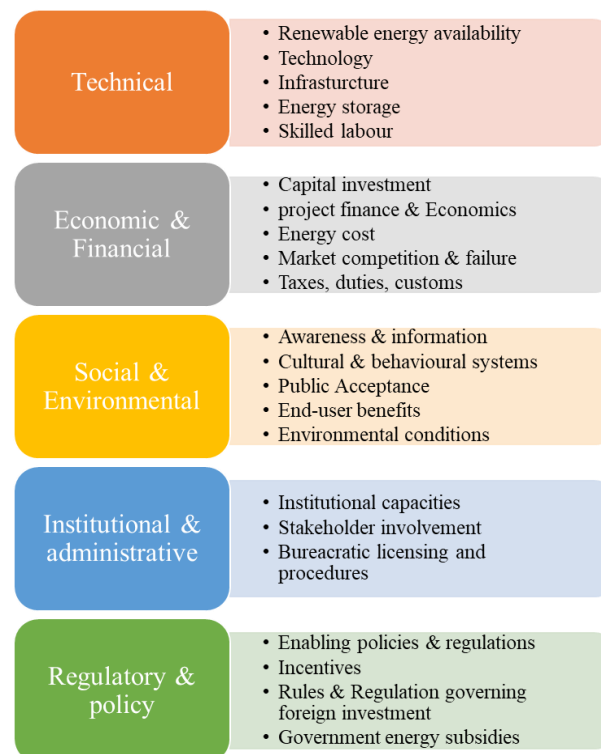 Technical
• Renewable energy availability
• Technology
• Infrasturcture
• Energy storage
• Skilled labour
Economic &
Financial
• Capital investment
• project finance & Economics
• Energy cost
• Market competition & failure
• Taxes, duties, customs
Social &
Environmental
• Awareness & information
• Cultural & behavioural systems
• Public Acceptance
• End-user benefits
• Environmental conditions
Institutional &
administrative
• Institutional capacities
• Stakeholder involvement
• Bureacratic licensing and
procedures
Regulatory &
policy
• Enabling policies & regulations
• Incentives
• Rules & Regulation governing
foreign investment
• Government energy subsidies